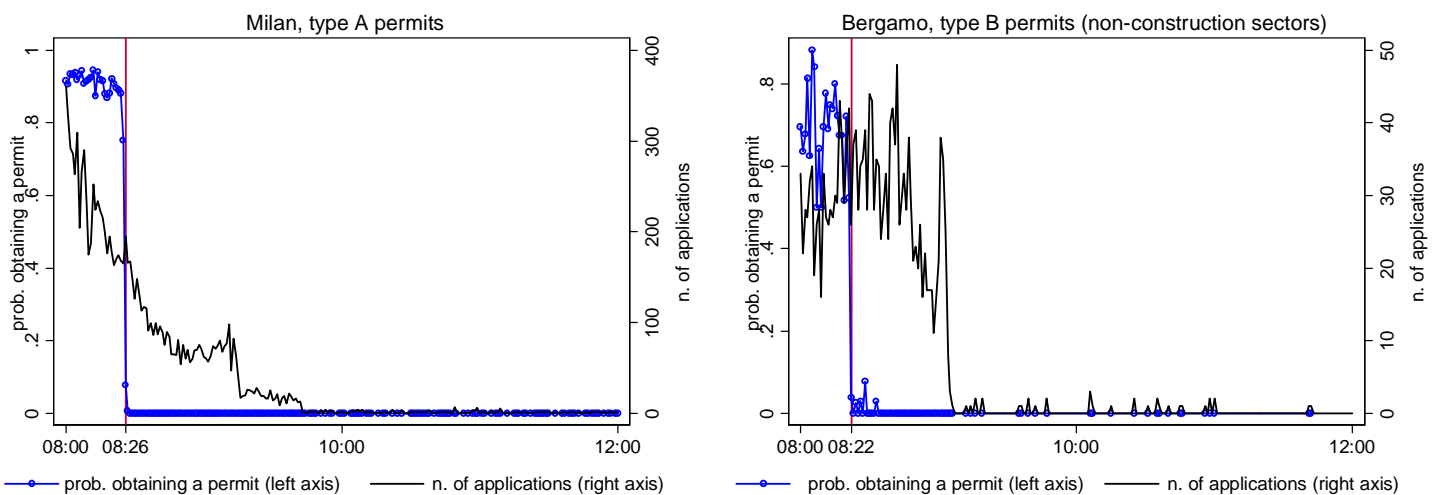 Milan, type A permits
prob. obtaining a permit
0 .2 .4 .6 .8 1
n. of applications
0 100 200 300 400
08:00 08:26 10:00 12:00
prob. obtaining a permit (left axis) n. of applications (right axis)
Bergamo, type B permits (non-construction sectors)
prob. obtaining a permit
0 .2 .4 .6 .8
n. of applications
0 10 20 30 40 50
08:00 08:22 10:00 12:00
prob. obtaining a permit (left axis) n. of applications (right axis)